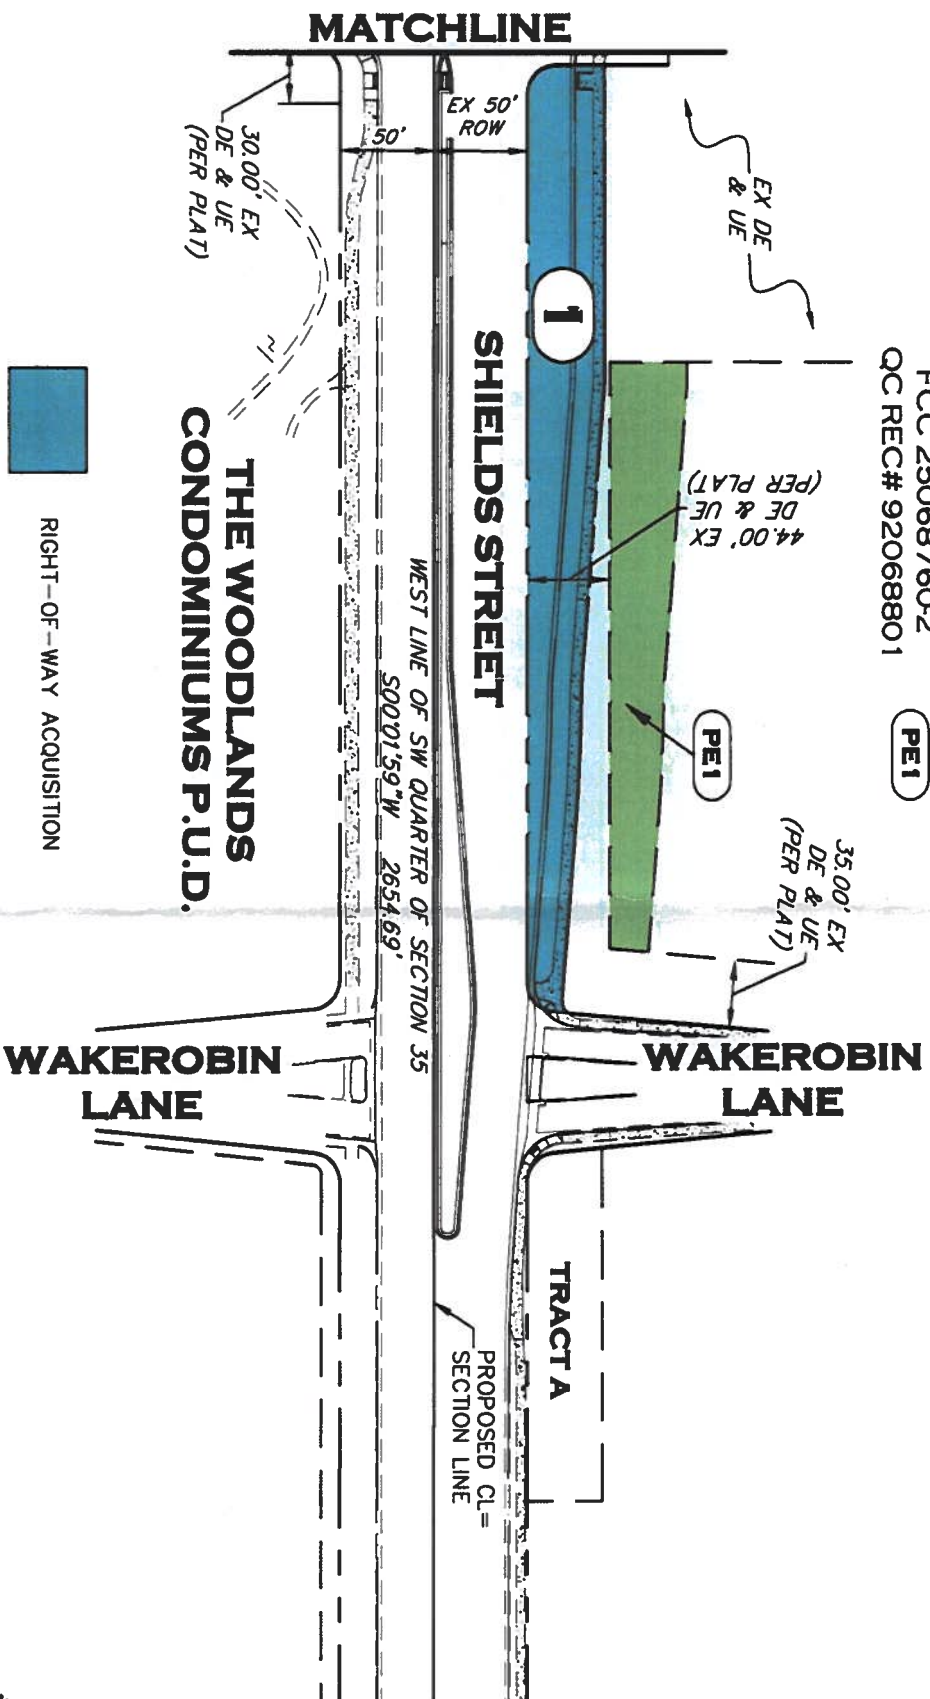 MATCHLINE
EX 50'
ROW
50'
30.00' EX
DE & UE
(PER PLAT)
EX DE
& UE
QC REC# 92068801
PE1
1
SHIELDS STREET
44.00' EX
DE & UE
(PER PLAT)
PE1
35.00' EX
DE & UE
(PER PLAT)
WEST LINE OF SW QUARTER OF SECTION 35
S00°01'59"W 2654.69'
THE WOODLANDS
CONDOMINIUMS P.U.D.
RIGHT-OF-WAY ACQUISITION
WAKEROBIN
LANE
WAKEROBIN
LANE
TRACT A
PROPOSED CL=
SECTION LINE